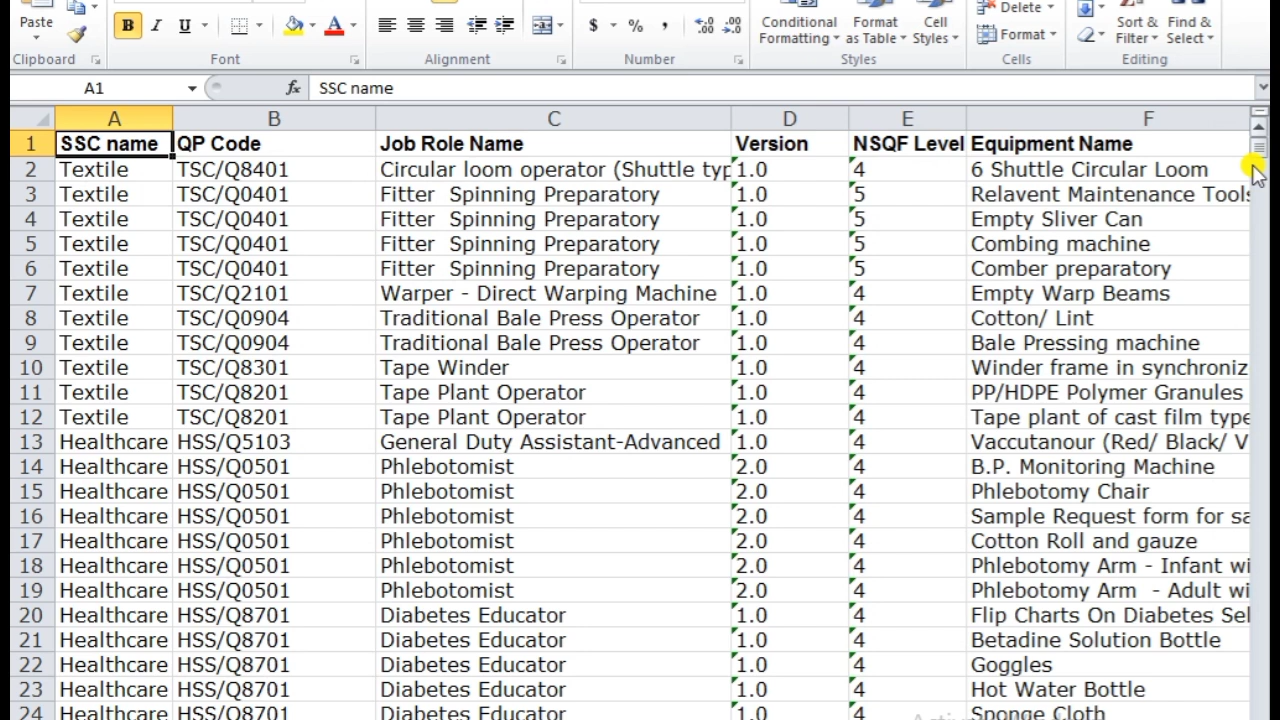 Paste
B I U
$ % ,
Conditional Formatting
Format as Table
Cell Styles
Delete
Format
Sort & Filter
Find & Select
Clipboard Font Alignment Number Styles Cells Editing
A1 fx SSC name
A B C D E F
1 SSC name QP Code Job Role Name Version NSQF Level Equipment Name
2 Textile TSC/Q8401 Circular loom operator (Shuttle typ 1.0 4 6 Shuttle Circular Loom
3 Textile TSC/Q0401 Fitter Spinning Preparatory 1.0 5 Relavent Maintenance Tools
4 Textile TSC/Q0401 Fitter Spinning Preparatory 1.0 5 Empty Sliver Can
5 Textile TSC/Q0401 Fitter Spinning Preparatory 1.0 5 Combing machine
6 Textile TSC/Q0401 Fitter Spinning Preparatory 1.0 5 Comber preparatory
7 Textile TSC/Q2101 Warper - Direct Warping Machine 1.0 4 Empty Warp Beams
8 Textile TSC/Q0904 Traditional Bale Press Operator 1.0 4 Cotton/ Lint
9 Textile TSC/Q0904 Traditional Bale Press Operator 1.0 4 Bale Pressing machine
10 Textile TSC/Q8301 Tape Winder 1.0 4 Winder frame in synchroniz
11 Textile TSC/Q8201 Tape Plant Operator 1.0 4 PP/HDPE Polymer Granules
12 Textile TSC/Q8201 Tape Plant Operator 1.0 4 Tape plant of cast film type
13 Healthcare HSS/Q5103 General Duty Assistant-Advanced 1.0 4 Vaccutanour (Red/ Black/ V
14 Healthcare HSS/Q0501 Phlebotomist 2.0 4 B.P. Monitoring Machine
15 Healthcare HSS/Q0501 Phlebotomist 2.0 4 Phlebotomy Chair
16 Healthcare HSS/Q0501 Phlebotomist 2.0 4 Sample Request form for sa
17 Healthcare HSS/Q0501 Phlebotomist 2.0 4 Cotton Roll and gauze
18 Healthcare HSS/Q0501 Phlebotomist 2.0 4 Phlebotomy Arm - Infant wi
19 Healthcare HSS/Q0501 Phlebotomist 2.0 4 Phlebotomy Arm - Adult wi
20 Healthcare HSS/Q8701 Diabetes Educator 1.0 4 Flip Charts On Diabetes Sel
21 Healthcare HSS/Q8701 Diabetes Educator 1.0 4 Betadine Solution Bottle
22 Healthcare HSS/Q8701 Diabetes Educator 1.0 4 Goggles
23 Healthcare HSS/Q8701 Diabetes Educator 1.0 4 Hot Water Bottle
24 Healthcare HSS/Q8701 Diabetes Educator 1.0 4 Sponge Cloth